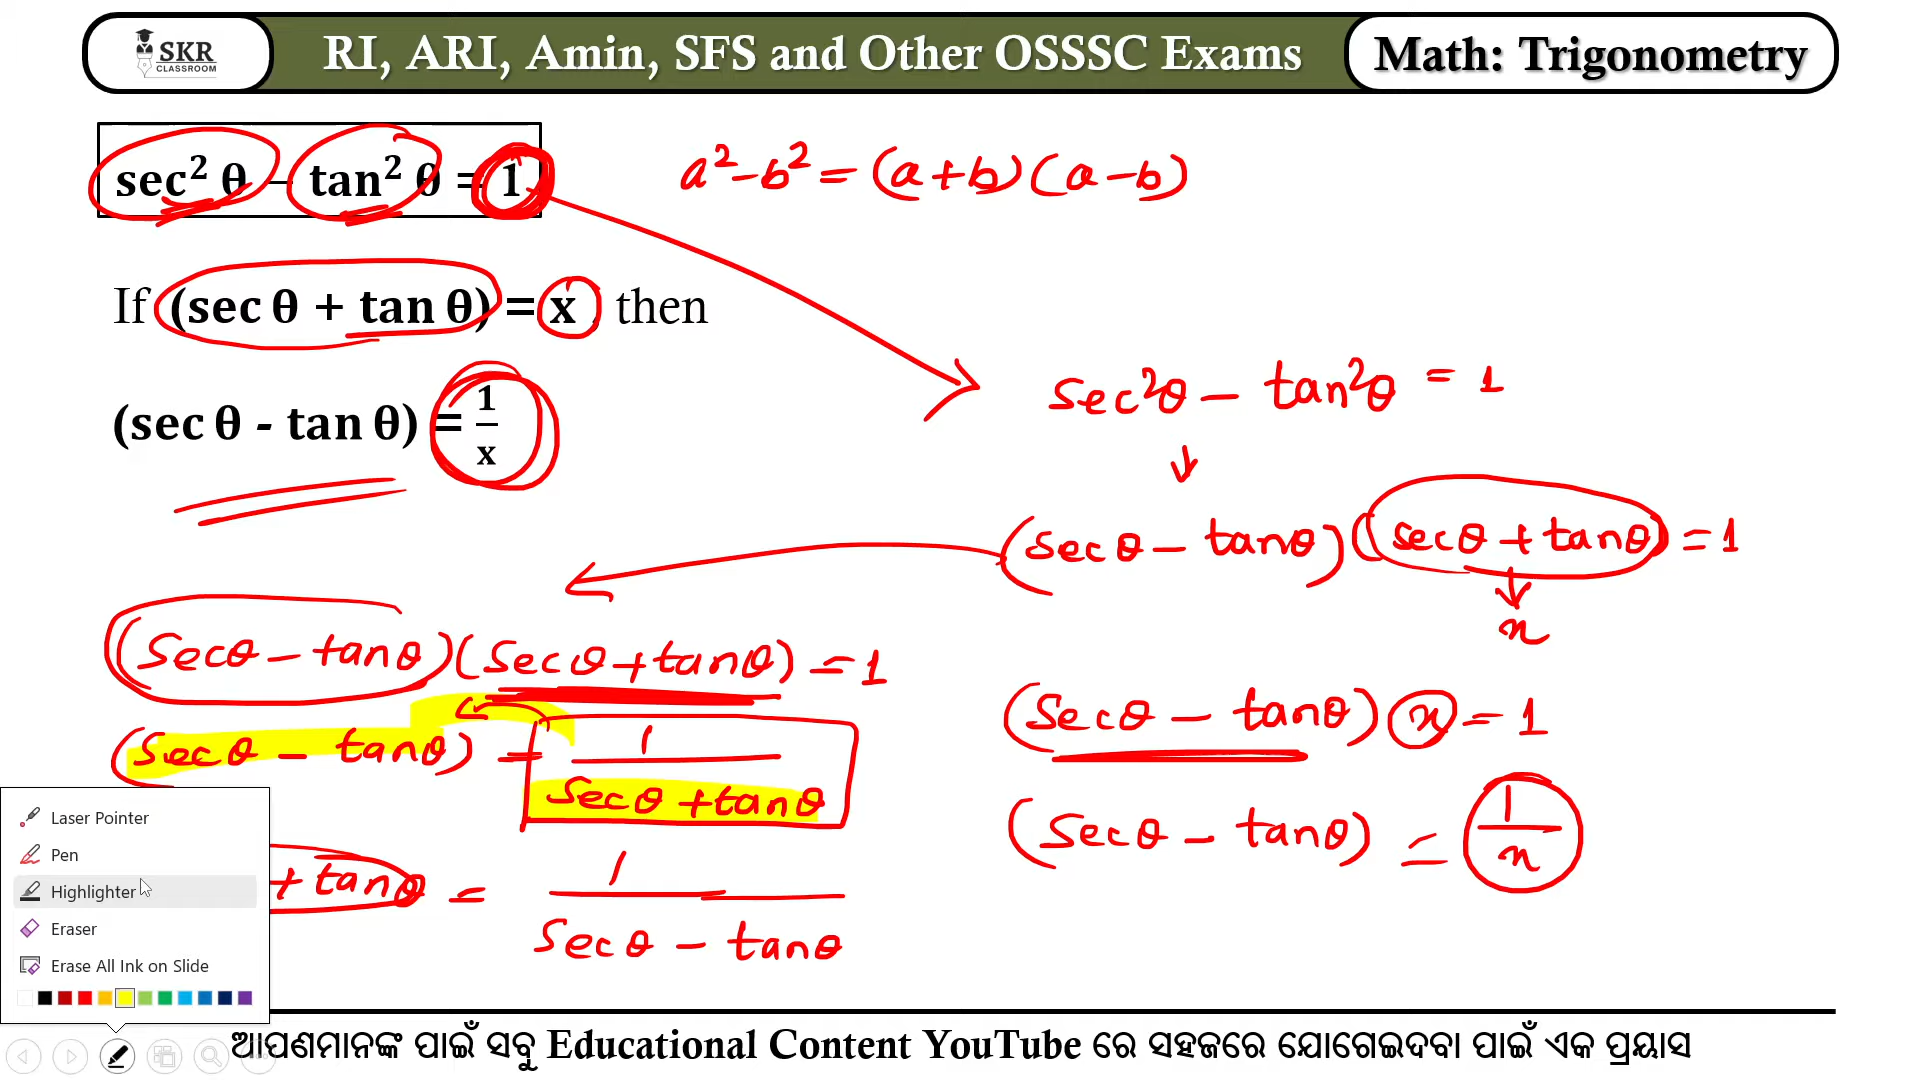 SKR
CLASSROOM
RI, ARI, Amin, SFS and Other OSSSC Exams
Math: Trigonometry
sec² θ – tan² θ = 1
a² – b² = (a+b)(a–b)
If (sec θ + tan θ) = x, then
(sec θ - tan θ) = 1/x
sec²θ – tan²θ = 1
(secθ – tanθ)(secθ + tanθ) = 1
x
(secθ – tanθ)(secθ + tanθ) = 1
(secθ – tanθ) = 1/(secθ + tanθ)
+ tanθ = 1/(secθ – tanθ)
(secθ – tanθ) x = 1
(secθ – tanθ) = 1/x
Laser Pointer
Pen
Highlighter
Eraser
Erase All Ink on Slide
ଆପଣମାନଙ୍କ ପାଇଁ ସବୁ Educational Content YouTube ରେ ସହଜରେ ଯୋଗେଇଦବା ପାଇଁ ଏକ ପ୍ରୟାସ